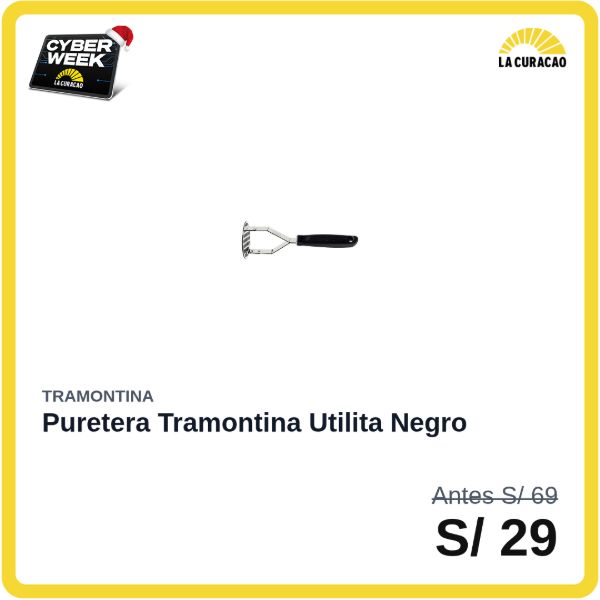 CYBER
WEEK
LA CURACAO
LA CURACAO
TRAMONTINA
Puretera Tramontina Utilita Negro
Antes S/ 69
S/ 29